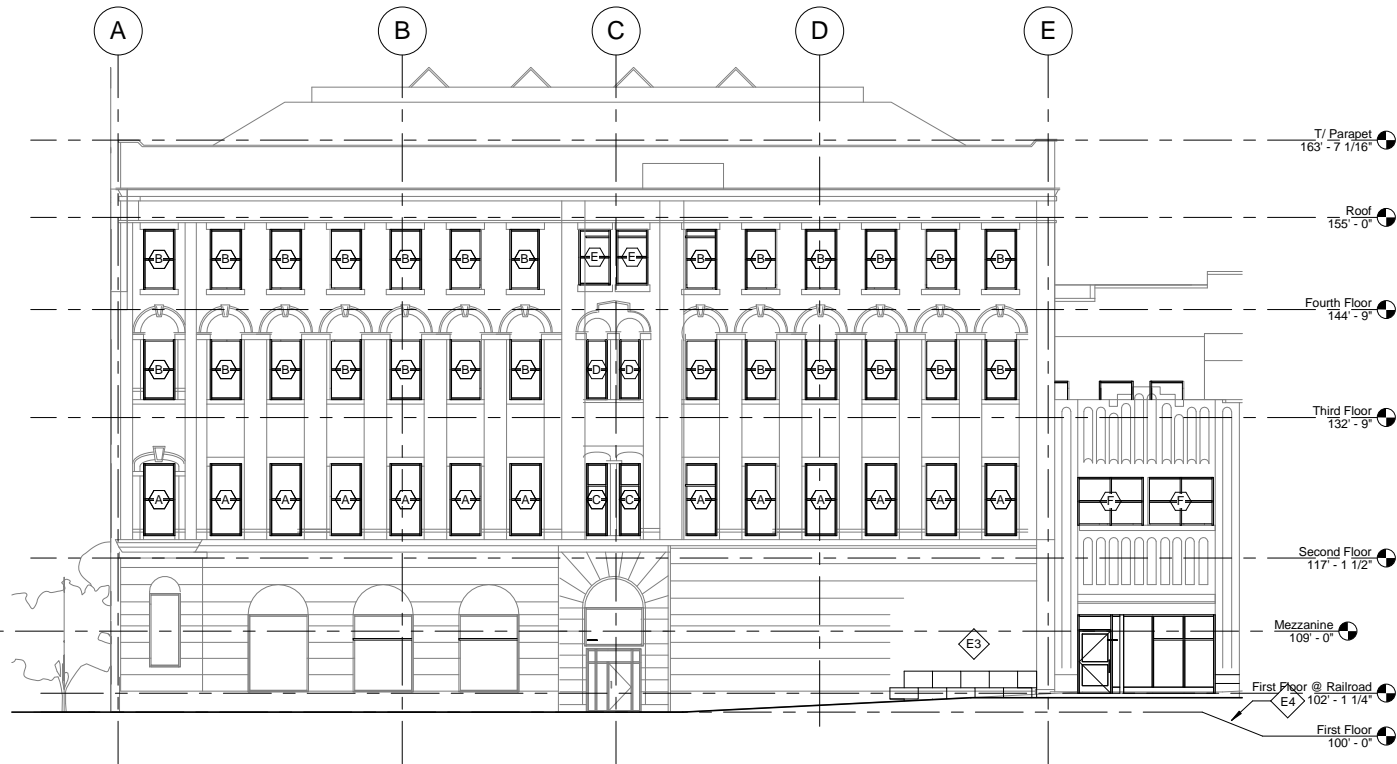 A B C D E
T/ Parapet
163' - 7 1/16"
Roof
155' - 0"
B B B B B B B E E B B B B B B
Fourth Floor
144' - 9"
B B B B B B B D D B B B B B B
Third Floor
132' - 9"
A A A A A A A C C A A A A A A
F F
Second Floor
117' - 1 1/2"
Mezzanine
109' - 0"
E3
First Floor @ Railroad
102' - 1 1/4"
E4
First Floor
100' - 0"